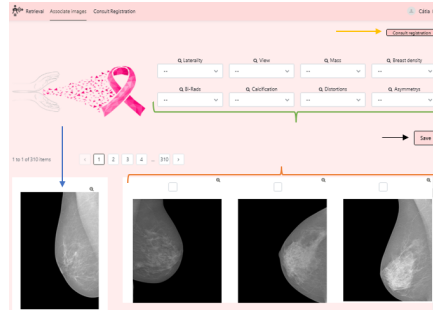 Retrieval Associate Images Consult Registration Cátia
Consult registration
Laterality View Mass Breast density
-- -- -- --
Bi-Rads Calcification Distortions Asymmetrys
-- -- -- --
Save
1 to 1 of 310 items < 1 2 3 4 ... 310 >